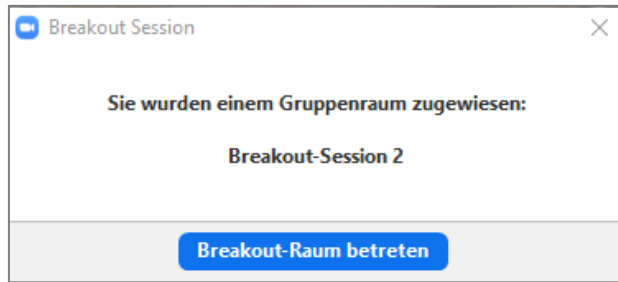 Breakout Session
Sie wurden einem Gruppenraum zugewiesen:
Breakout-Session 2
Breakout-Raum betreten